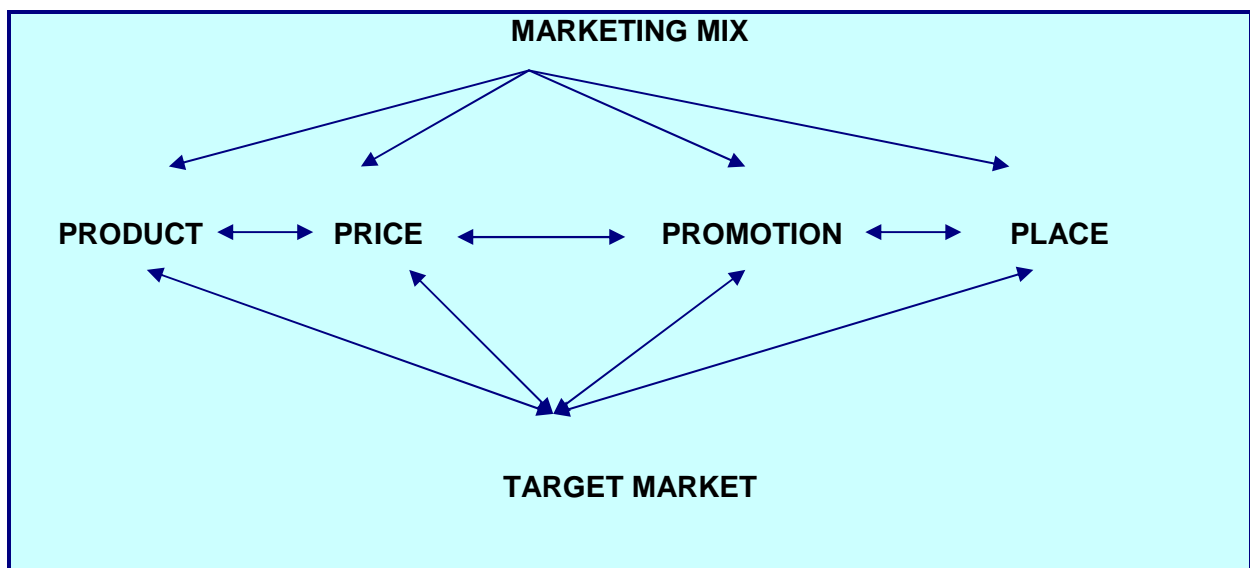 MARKETING MIX
PRODUCT PRICE PROMOTION PLACE
TARGET MARKET